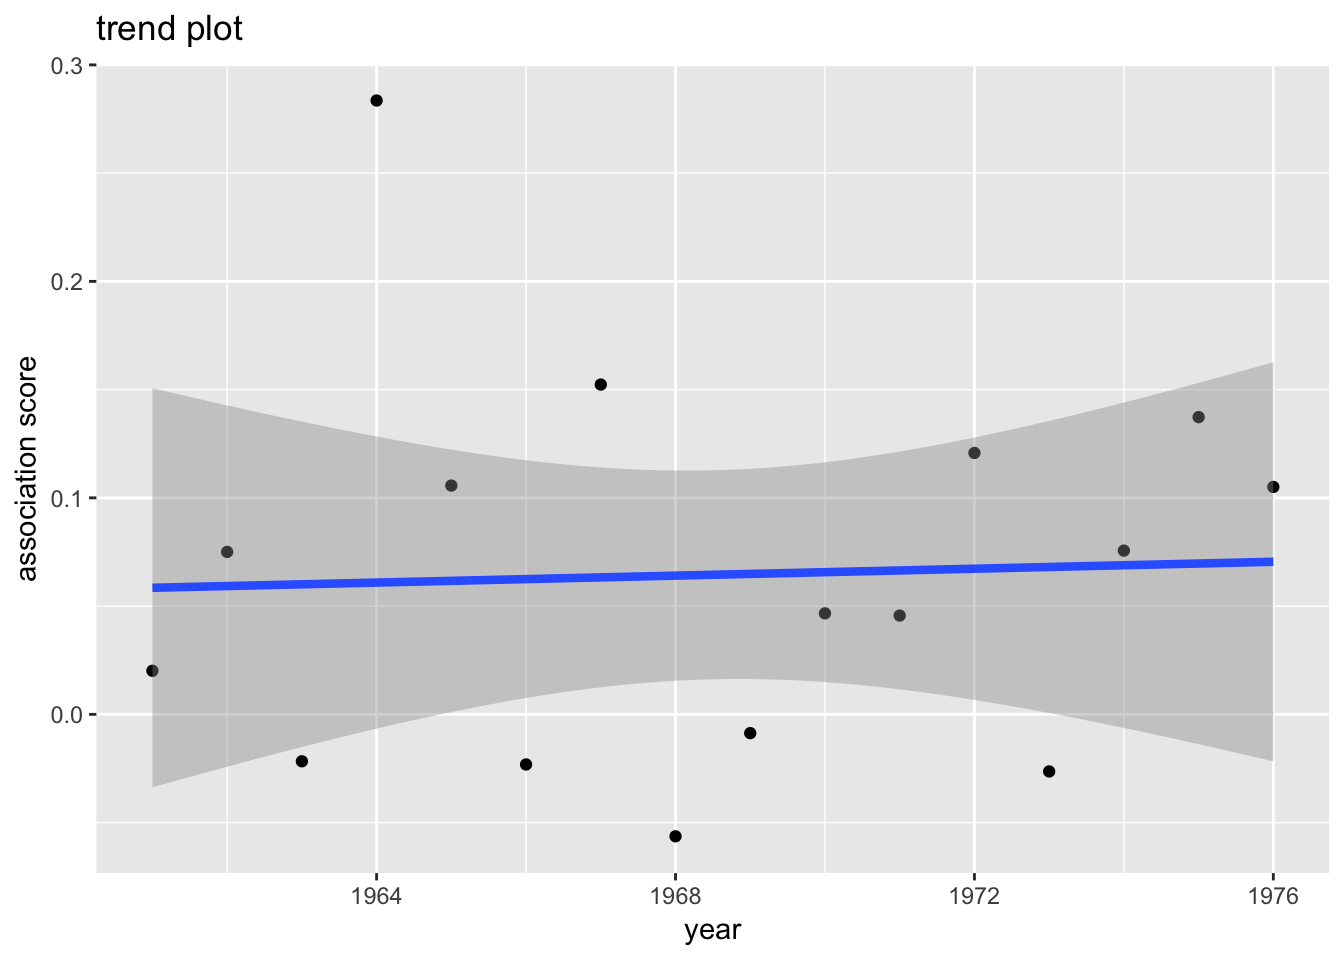 trend plot
0.3
0.2
0.1
0.0
association score
1964 1968 1972 1976
year